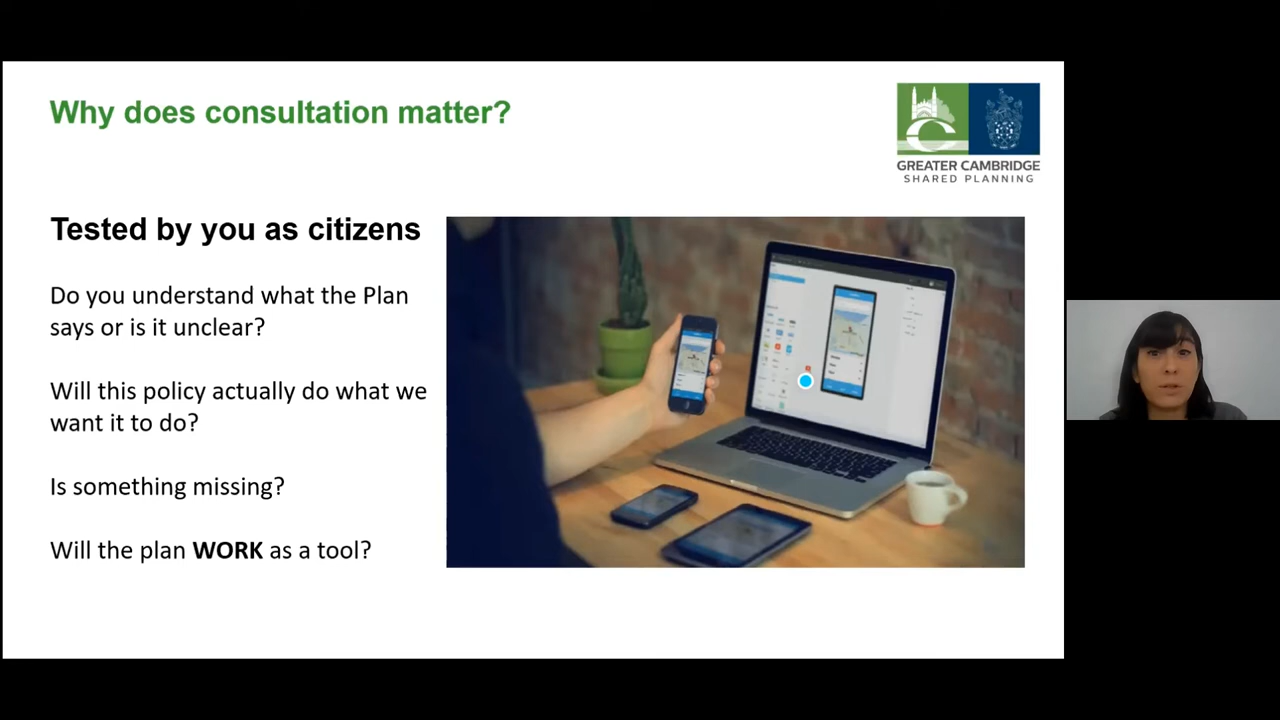 Why does consultation matter?
GREATER CAMBRIDGE
SHARED PLANNING
Tested by you as citizens
Do you understand what the Plan
says or is it unclear?
Will this policy actually do what we
want it to do?
Is something missing?
Will the plan WORK as a tool?